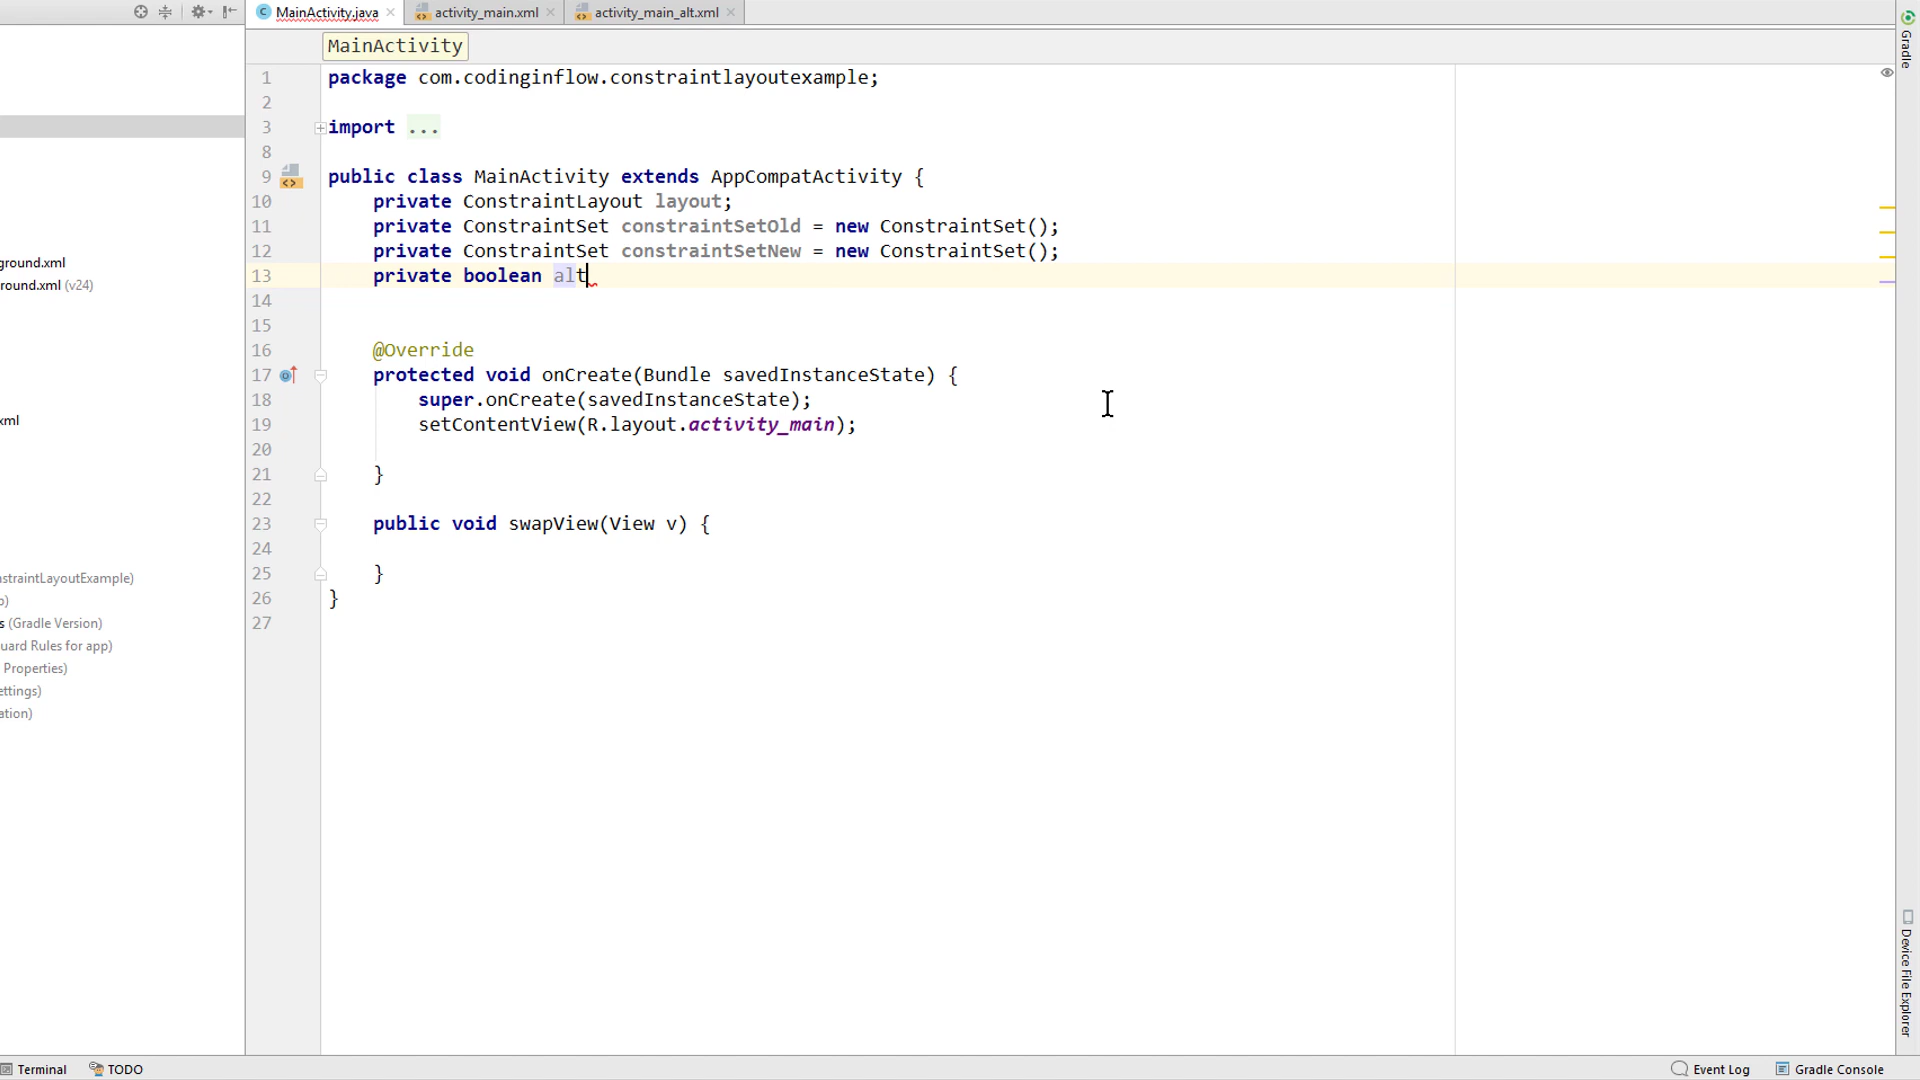 MainActivity.java
activity_main.xml
activity_main_alt.xml
MainActivity
1 package com.codinginflow.constraintlayoutexample;
2
3 import ...
8
9 public class MainActivity extends AppCompatActivity {
10 private ConstraintLayout layout;
11 private ConstraintSet constraintSetOld = new ConstraintSet();
12 private ConstraintSet constraintSetNew = new ConstraintSet();
13 private boolean alt
14
15
16 @Override
17 protected void onCreate(Bundle savedInstanceState) {
18 super.onCreate(savedInstanceState);
19 setContentView(R.layout.activity_main);
20
21 }
22
23 public void swapView(View v) {
24
25 }
26 }
27
ground.xml
round.xml (v24)
xml
nstraintLayoutExample)
p)
s (Gradle Version)
uard Rules for app)
Properties)
ettings)
ation)
Gradle
Device File Explorer
Terminal
TODO
Event Log
Gradle Console